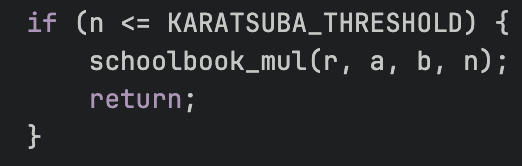 if (n <= KARATSUBA_THRESHOLD) {
    schoolbook_mul(r, a, b, n);
    return;
}